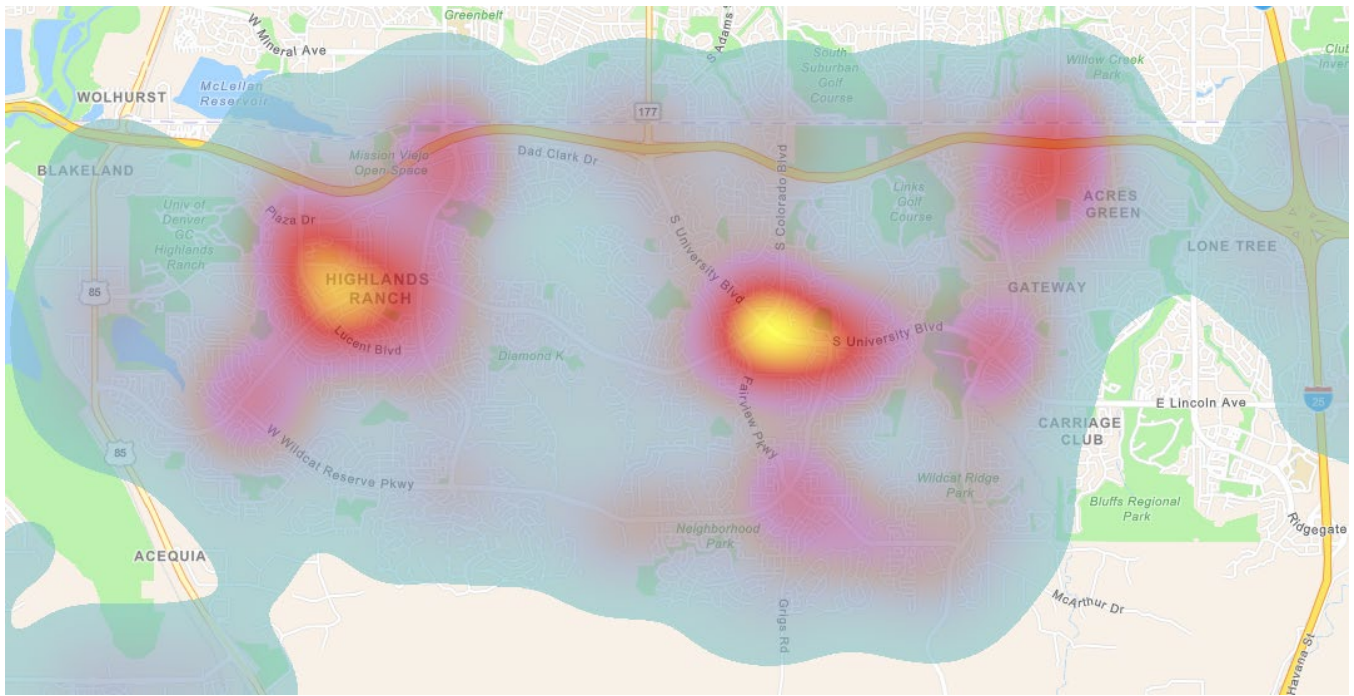 Greenbelt
W Mineral Ave
S Adams
South
Suburban
Golf
Course
Willow Creek
Park
Club
Inver
McLellan
Reservoir
WOLHURST
177
Dad Clark Dr
S Colorado Blvd
Mission Viejo
Open Space
BLAKELAND
Links
Golf
Course
ACRES
GREEN
Univ of
Denver
GC
Highlands
Ranch
Plaza Dr
S University Blvd
LONE TREE
HIGHLANDS
RANCH
GATEWAY
85
Lucent Blvd
S University Blvd
Diamond K
Fairview Pkwy
E Lincoln Ave
25
CARRIAGE
CLUB
85
W Wildcat Reserve Pkwy
Wildcat Ridge
Park
Bluffs Regional
Park
Ridgegate
Neighborhood
Park
ACEQUIA
McArthur Dr
Grigs Rd
Havana St